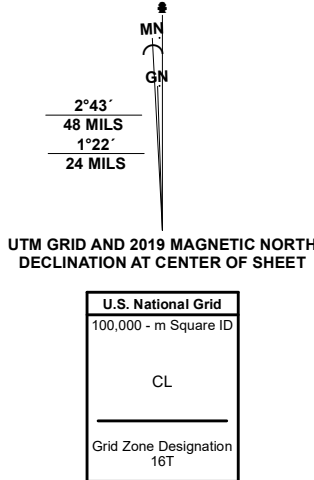 MN
GN
2°43´
48 MILS
1°22´
24 MILS
UTM GRID AND 2019 MAGNETIC NORTH
DECLINATION AT CENTER OF SHEET
U.S. National Grid
100,000 - m Square ID
CL
Grid Zone Designation
16T